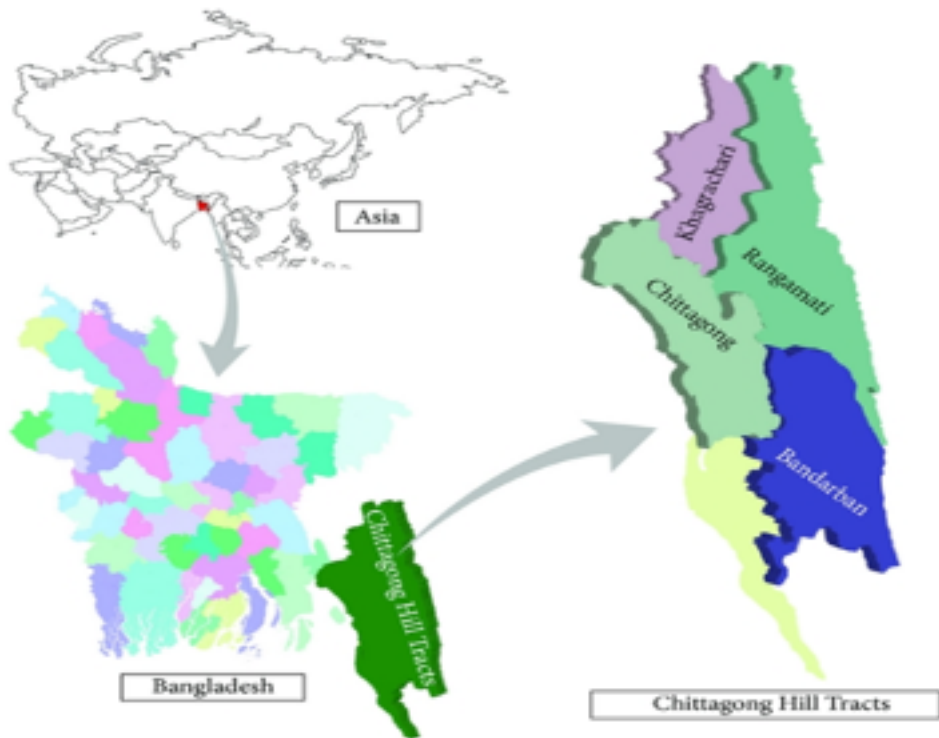 Asia
Khagrachari
Rangamati
Chittagong
Bandarban
Chittagong Hill Tracts
Bangladesh
Chittagong Hill Tracts